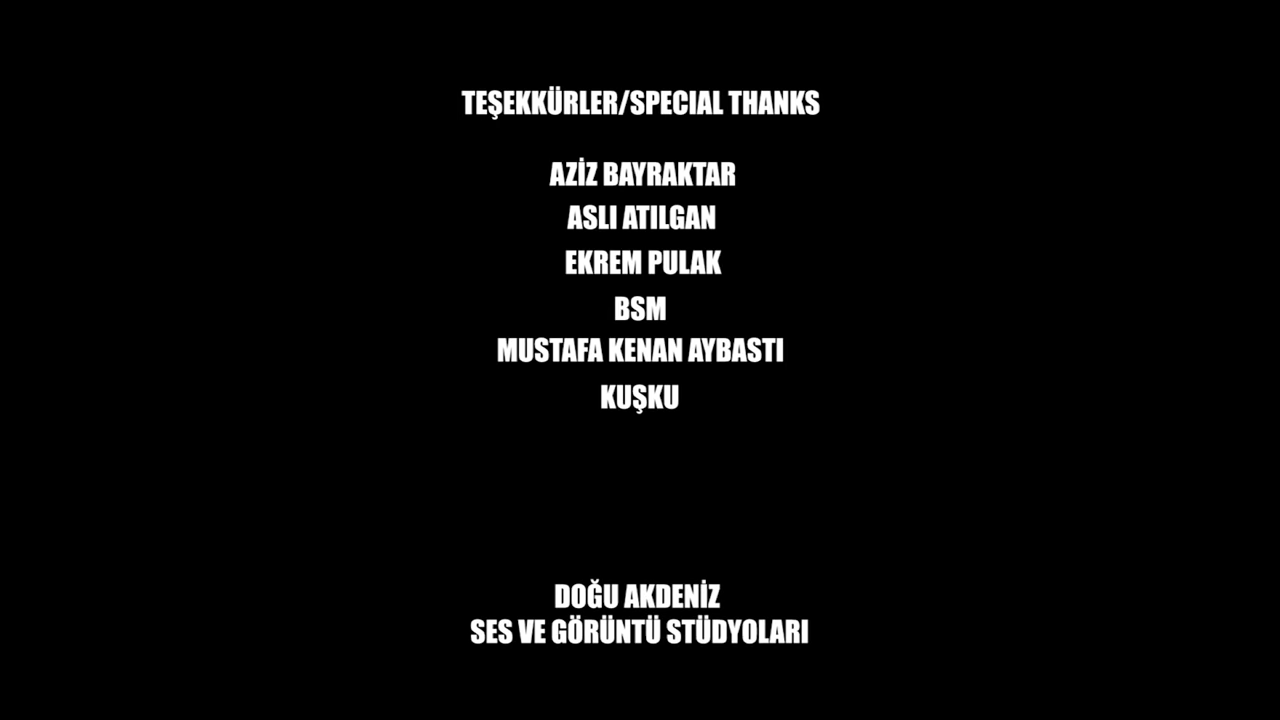 TEŞEKKÜRLER/SPECIAL THANKS
AZİZ BAYRAKTAR
ASLI ATILGAN
EKREM PULAK
BSM
MUSTAFA KENAN AYBASTI
KUŞKU
DOĞU AKDENİZ
SES VE GÖRÜNTÜ STÜDYOLARI